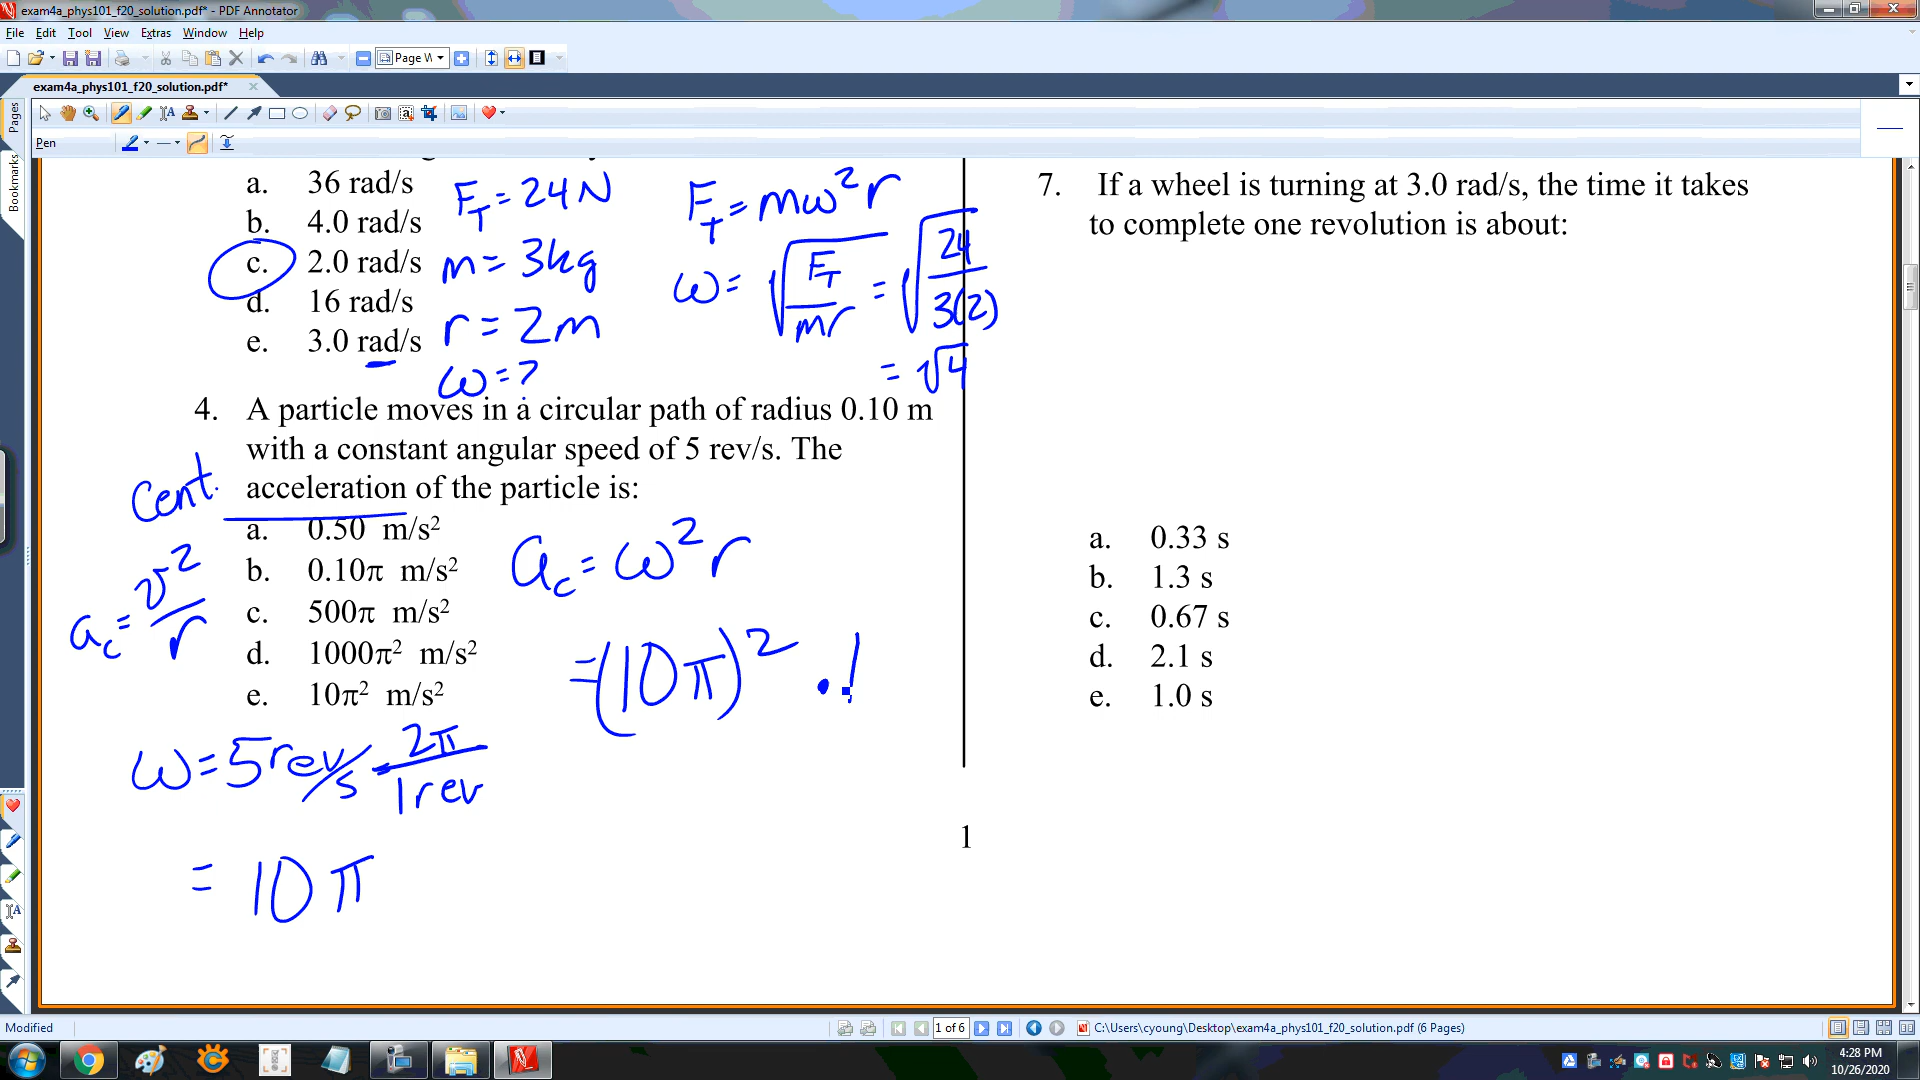 exam4a_phys101_f20_solution.pdf* - PDF Annotator
File Edit Tool View Extras Window Help
Page W
exam4a_phys101_f20_solution.pdf*
Pages
Bookmarks
Pen
a. 36 rad/s
b. 4.0 rad/s
c. 2.0 rad/s
d. 16 rad/s
e. 3.0 rad/s
F_T = 24N
m = 3kg
r = 2m
ω = ?
F_T = mω²r
ω = √(F_T/mr) = √(24/3(2))
= √4
4. A particle moves in a circular path of radius 0.10 m
with a constant angular speed of 5 rev/s. The
Cent. acceleration of the particle is:
a. 0.50 m/s²
b. 0.10π m/s²
c. 500π m/s²
d. 1000π² m/s²
e. 10π² m/s²
a_c = v²/r
a_c = ω²r
= (10π)² .1
ω = 5 rev/s 2π/1 rev
= 10π
7. If a wheel is turning at 3.0 rad/s, the time it takes
to complete one revolution is about:
a. 0.33 s
b. 1.3 s
c. 0.67 s
d. 2.1 s
e. 1.0 s
1
Modified
1 of 6
C:\Users\cyoung\Desktop\exam4a_phys101_f20_solution.pdf (6 Pages)
4:28 PM
10/26/2020